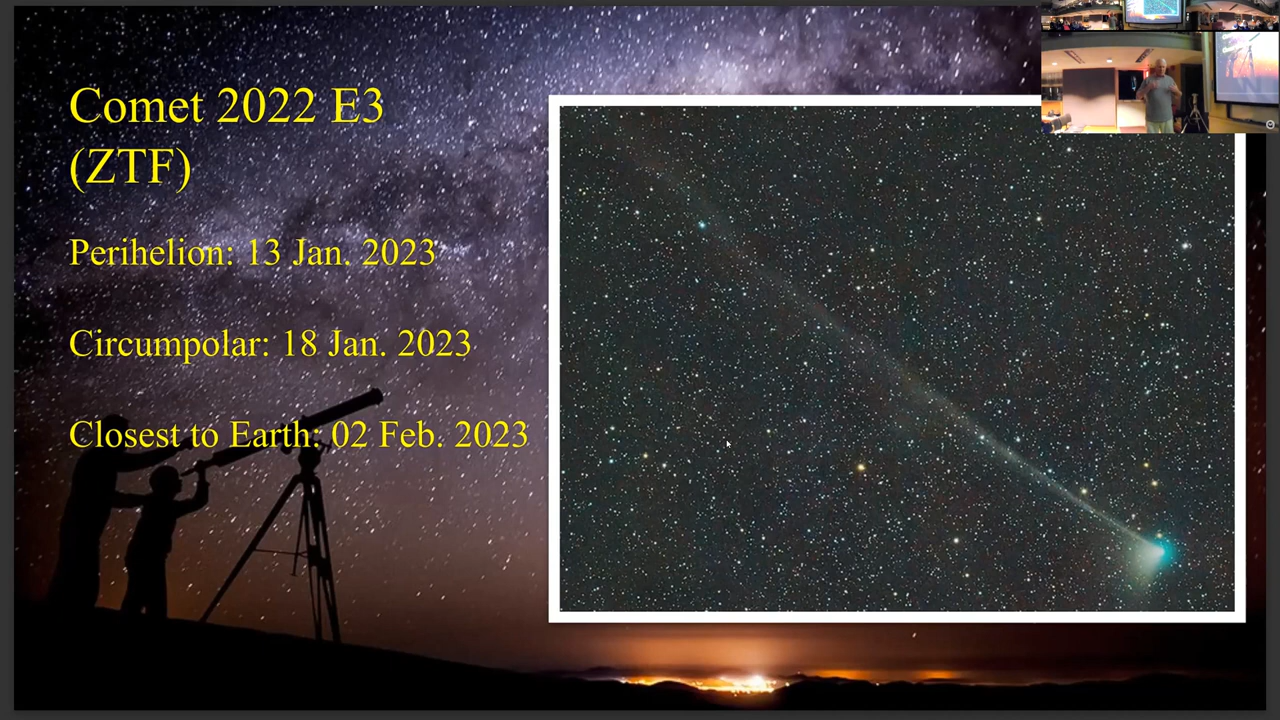 Comet 2022 E3
(ZTF)
Perihelion: 13 Jan. 2023
Circumpolar: 18 Jan. 2023
Closest to Earth: 02 Feb. 2023